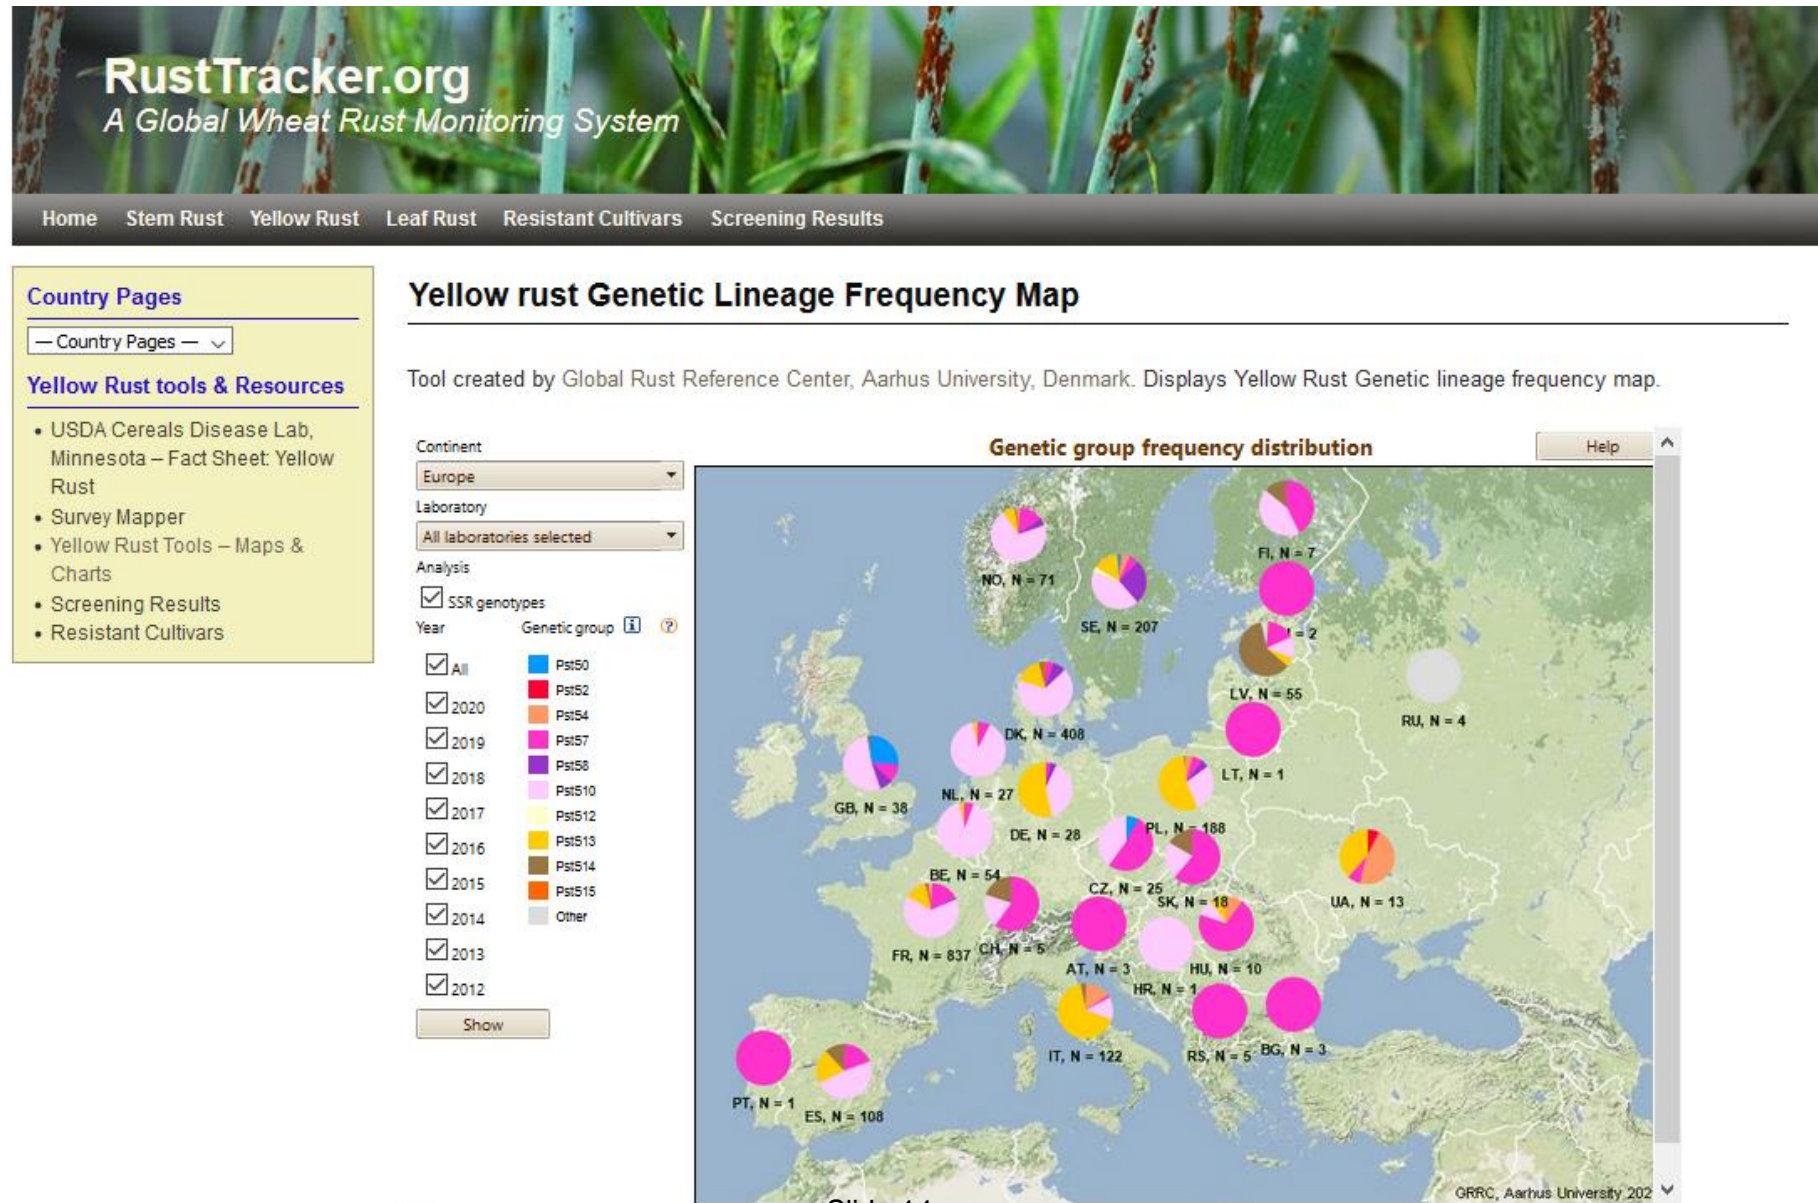 RustTracker.org
A Global Wheat Rust Monitoring System
Home Stem Rust Yellow Rust Leaf Rust Resistant Cultivars Screening Results
Country Pages
— Country Pages —
Yellow Rust tools & Resources
• USDA Cereals Disease Lab,
Minnesota – Fact Sheet: Yellow
Rust
• Survey Mapper
• Yellow Rust Tools – Maps &
Charts
• Screening Results
• Resistant Cultivars
Yellow rust Genetic Lineage Frequency Map
Tool created by Global Rust Reference Center, Aarhus University, Denmark. Displays Yellow Rust Genetic lineage frequency map.
Continent
Europe
Laboratory
All laboratories selected
Analysis
SSR genotypes
Year Genetic group
All
2020
2019
2018
2017
2016
2015
2014
2013
2012
Show
PstS0
PstS2
PstS4
PstS7
PstS8
PstS10
PstS12
PstS13
PstS14
PstS15
Other
Genetic group frequency distribution
Help
FI, N = 7
NO, N = 71
SE, N = 207
= 2
LV, N = 55
RU, N = 4
DK, N = 408
LT, N = 1
NL, N = 27
GB, N = 38
DE, N = 28
PL, N = 188
BE, N = 54
CZ, N = 25
SK, N = 18
UA, N = 13
FR, N = 837
CH, N = 5
AT, N = 3
HU, N = 10
HR, N = 1
IT, N = 122
RS, N = 5
BG, N = 3
PT, N = 1
ES, N = 108
GRRC, Aarhus University 202